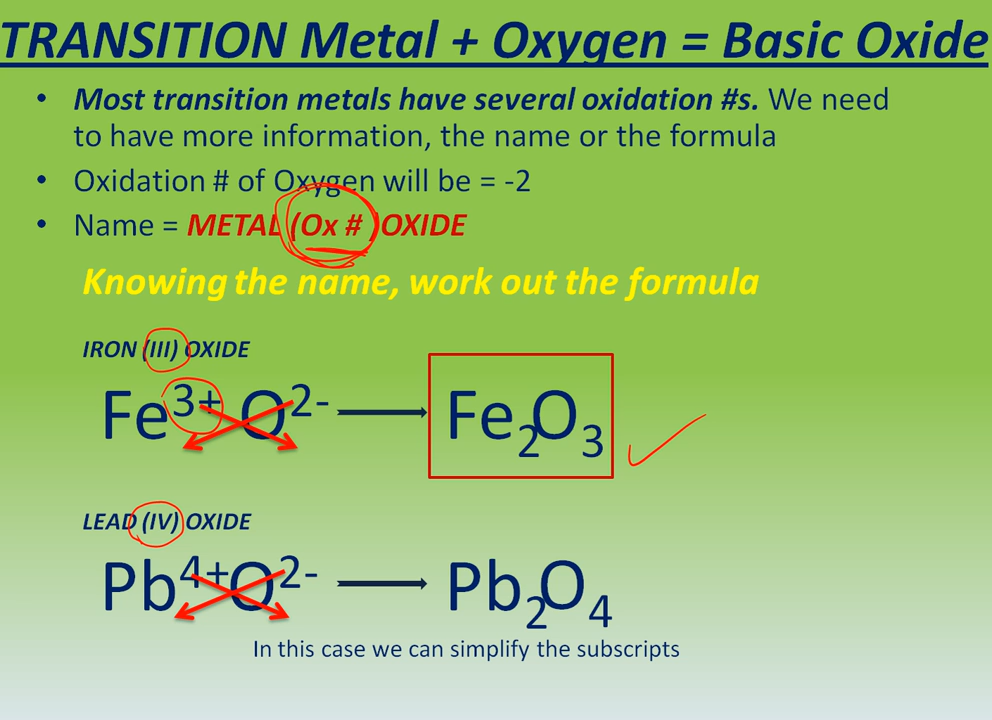 TRANSITION Metal + Oxygen = Basic Oxide
• Most transition metals have several oxidation #s. We need
to have more information, the name or the formula
• Oxidation # of Oxygen will be = -2
• Name = METAL (Ox # )OXIDE
Knowing the name, work out the formula
IRON (III) OXIDE
Fe³⁺ O²⁻ → Fe₂O₃
LEAD (IV) OXIDE
Pb⁴⁺O²⁻ → Pb₂O₄
In this case we can simplify the subscripts